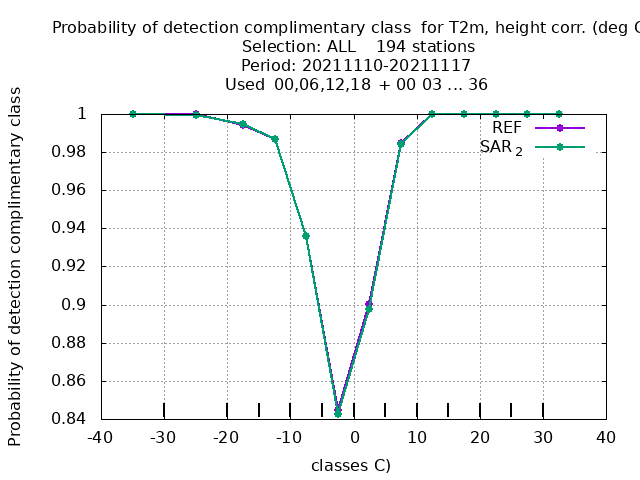 Probability of detection complimentary class for T2m, height corr. (deg C
Selection: ALL 194 stations
Period: 20211110-20211117
Used 00,06,12,18 + 00 03 ... 36
Probability of detection complimentary class
1
0.98
0.96
0.94
0.92
0.9
0.88
0.86
0.84
REF
SAR 2
-40 -30 -20 -10 0 10 20 30 40
classes C)